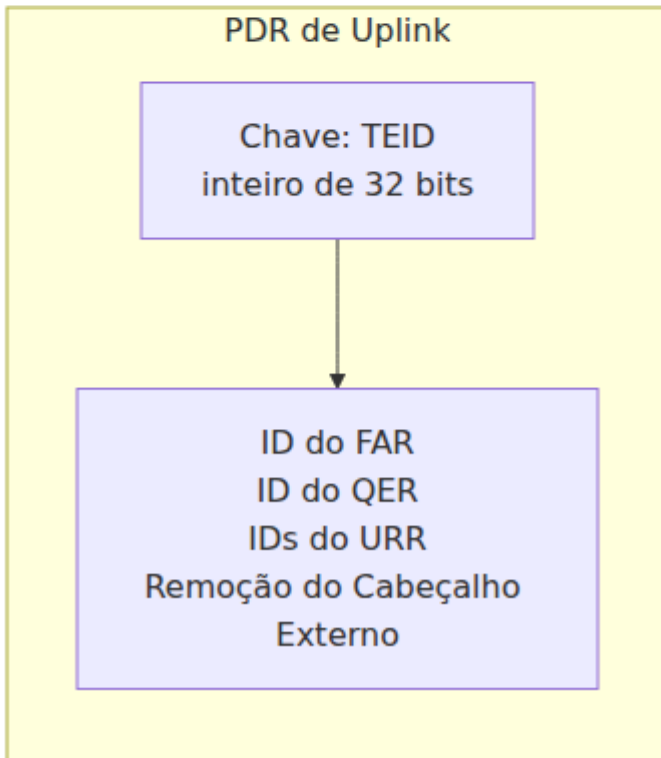 PDR de Uplink
Chave: TEID
inteiro de 32 bits
ID do FAR
ID do QER
IDs do URR
Remoção do Cabeçalho
Externo